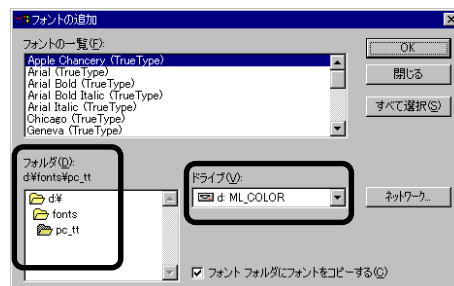 フォントの追加
フォントの一覧(F):
OK
Apple Chancery (TrueType)
Arial (TrueType)
Arial Bold (TrueType)
Arial Bold Italic (TrueType)
Arial Italic (TrueType)
Chicago (TrueType)
Geneva (TrueType)
閉じる
すべて選択(S)
フォルダ(D):
d:¥fonts¥pc_tt
d:¥
fonts
pc_tt
ドライブ(V):
d: ML_COLOR
ネットワーク...
フォント フォルダにフォントをコピーする(C)